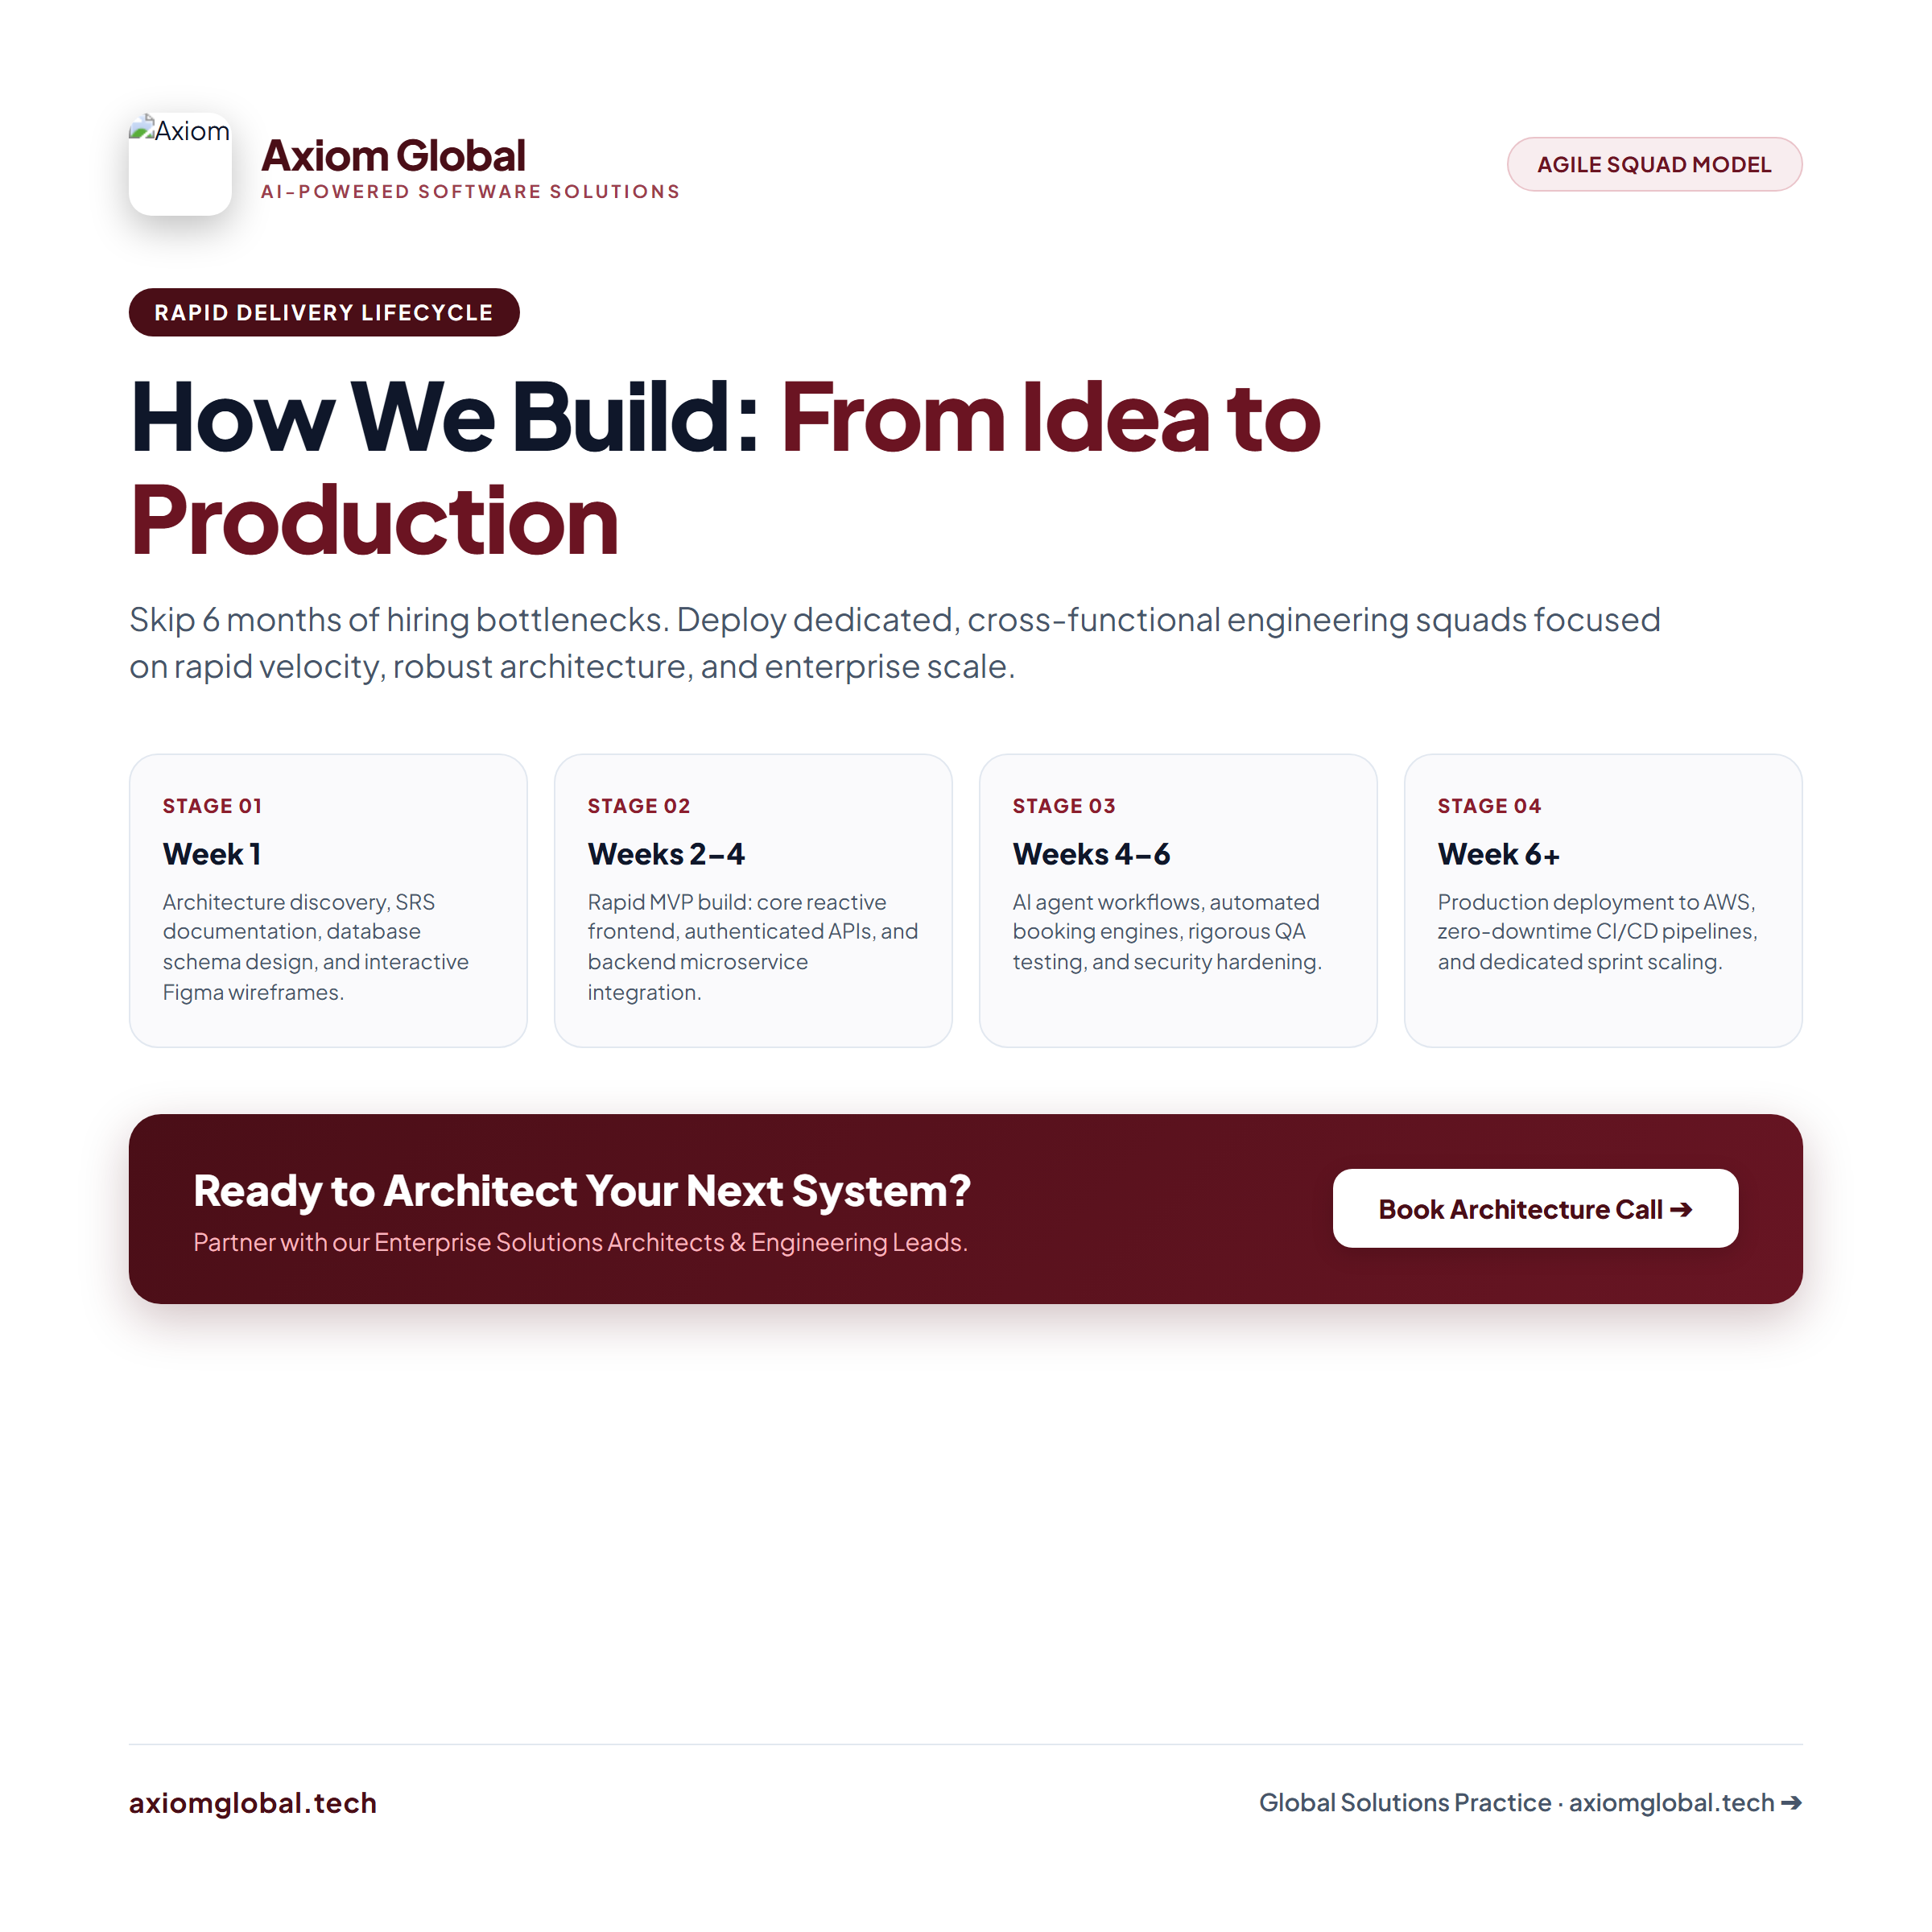 Axiom
Axiom Global
AI-POWERED SOFTWARE SOLUTIONS
AGILE SQUAD MODEL
RAPID DELIVERY LIFECYCLE
How We Build: From Idea to
Production
Skip 6 months of hiring bottlenecks. Deploy dedicated, cross-functional engineering squads focused
on rapid velocity, robust architecture, and enterprise scale.
STAGE 01
Week 1
Architecture discovery, SRS
documentation, database
schema design, and interactive
Figma wireframes.
STAGE 02
Weeks 2–4
Rapid MVP build: core reactive
frontend, authenticated APIs, and
backend microservice
integration.
STAGE 03
Weeks 4–6
AI agent workflows, automated
booking engines, rigorous QA
testing, and security hardening.
STAGE 04
Week 6+
Production deployment to AWS,
zero-downtime CI/CD pipelines,
and dedicated sprint scaling.
Ready to Architect Your Next System?
Partner with our Enterprise Solutions Architects & Engineering Leads.
Book Architecture Call ➔
axiomglobal.tech
Global Solutions Practice · axiomglobal.tech ➔